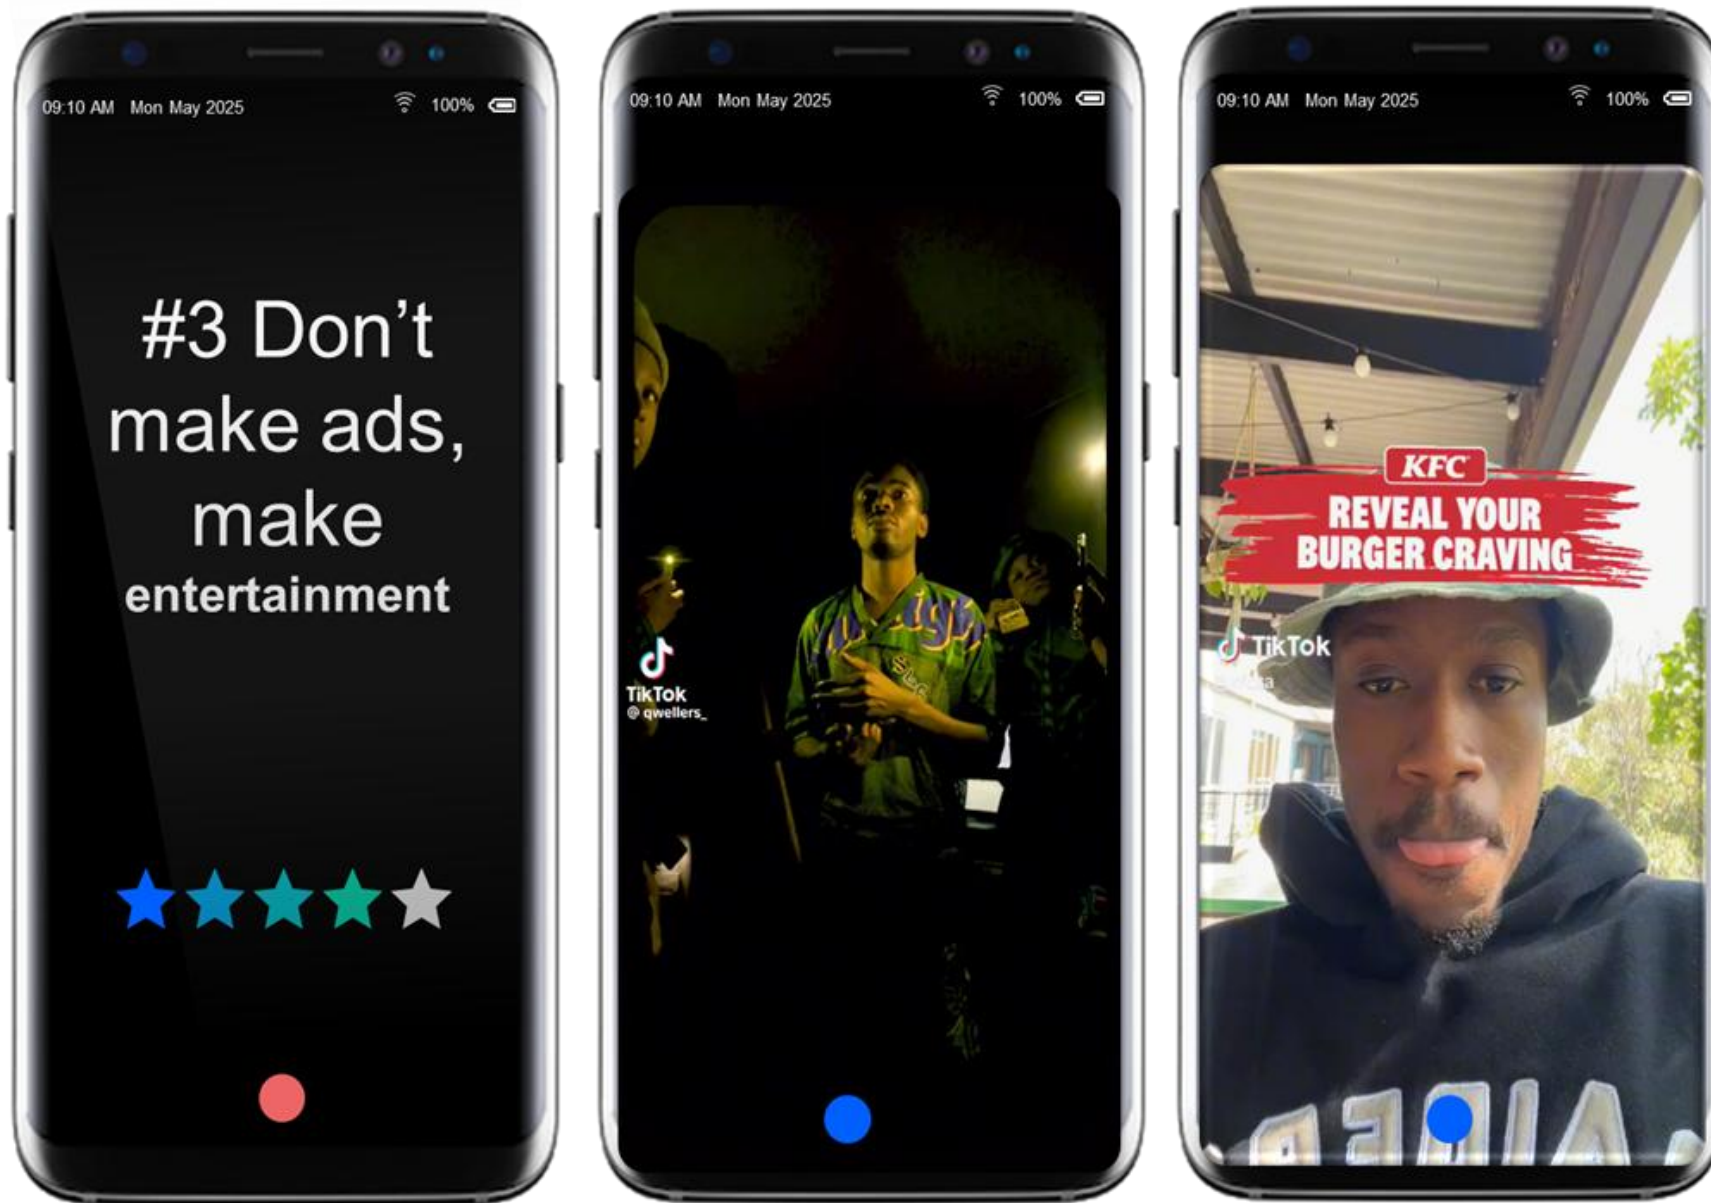 09:10 AM Mon May 2025 100%
#3 Don’t
make ads,
make
entertainment
09:10 AM Mon May 2025 100%
TikTok
@ qwellers_
09:10 AM Mon May 2025 100%
KFC
REVEAL YOUR
BURGER CRAVING
TikTok